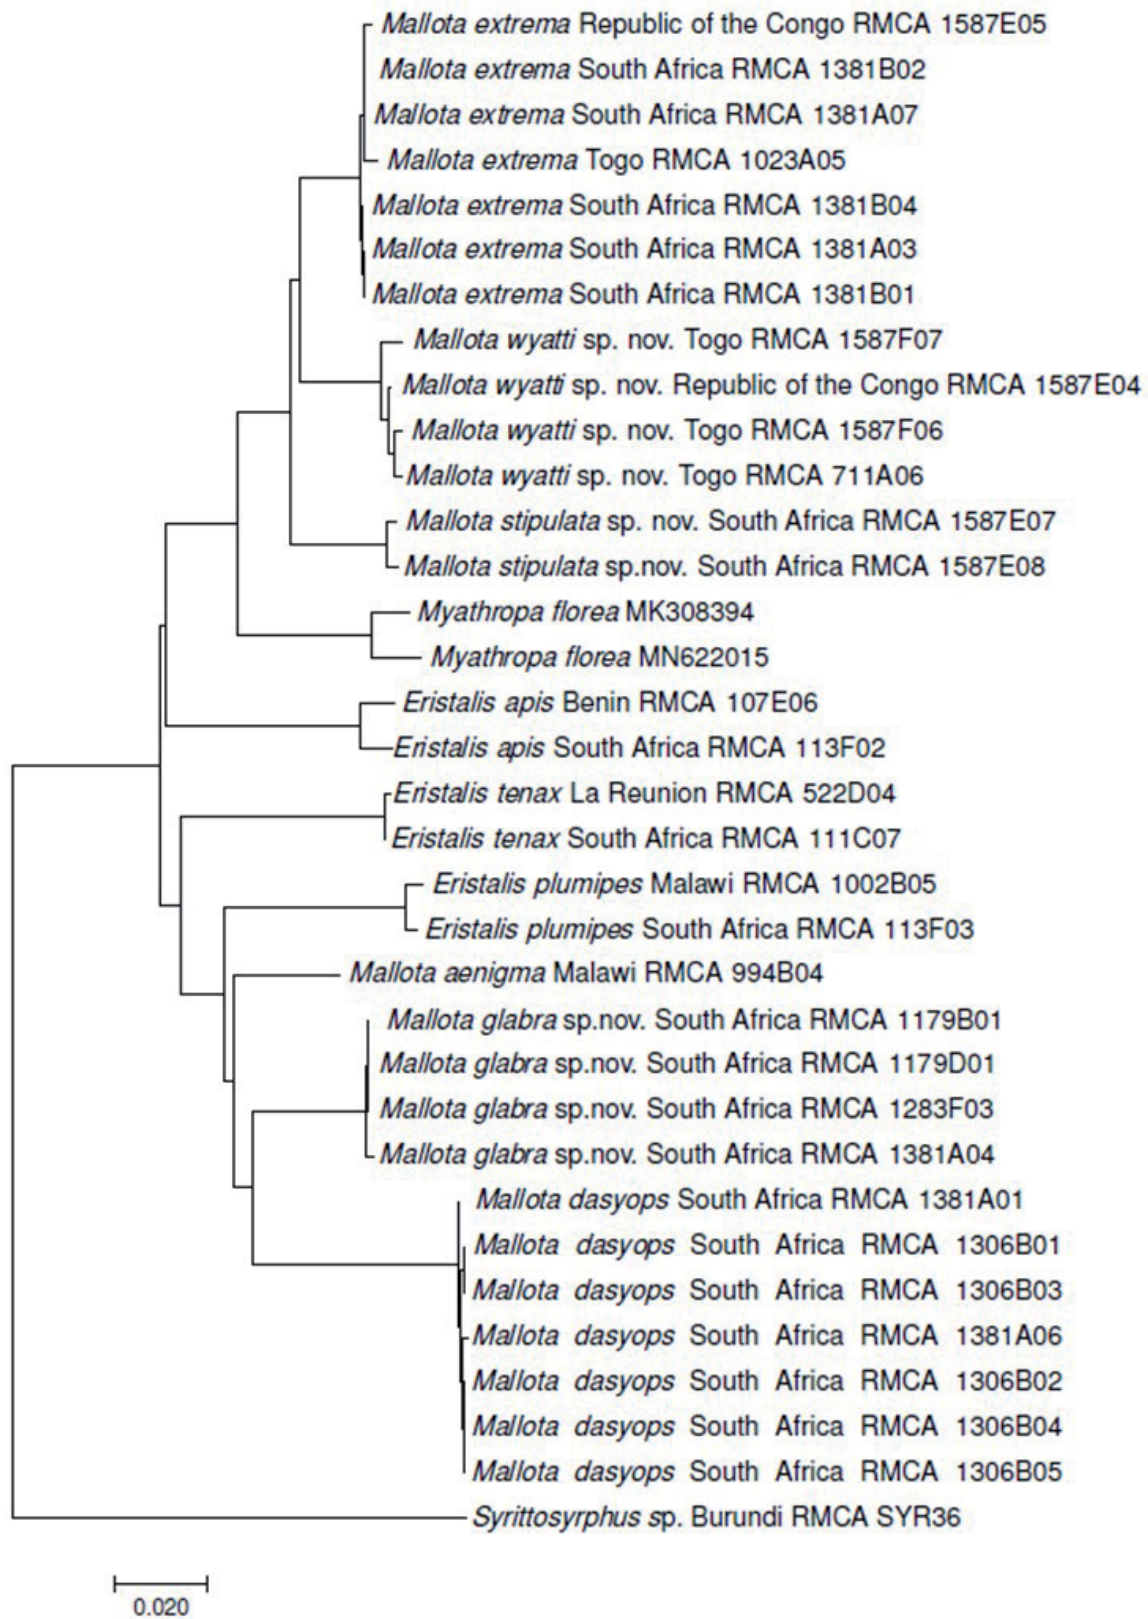 Mallota extrema Republic of the Congo RMCA 1587E05
Mallota extrema South Africa RMCA 1381B02
Mallota extrema South Africa RMCA 1381A07
Mallota extrema Togo RMCA 1023A05
Mallota extrema South Africa RMCA 1381B04
Mallota extrema South Africa RMCA 1381A03
Mallota extrema South Africa RMCA 1381B01
Mallota wyatti sp. nov. Togo RMCA 1587F07
Mallota wyatti sp. nov. Republic of the Congo RMCA 1587E04
Mallota wyatti sp. nov. Togo RMCA 1587F06
Mallota wyatti sp. nov. Togo RMCA 711A06
Mallota stipulata sp. nov. South Africa RMCA 1587E07
Mallota stipulata sp.nov. South Africa RMCA 1587E08
Myathropa florea MK308394
Myathropa florea MN622015
Eristalis apis Benin RMCA 107E06
Eristalis apis South Africa RMCA 113F02
Eristalis tenax La Reunion RMCA 522D04
Eristalis tenax South Africa RMCA 111C07
Eristalis plumipes Malawi RMCA 1002B05
Eristalis plumipes South Africa RMCA 113F03
Mallota aenigma Malawi RMCA 994B04
Mallota glabra sp.nov. South Africa RMCA 1179B01
Mallota glabra sp.nov. South Africa RMCA 1179D01
Mallota glabra sp.nov. South Africa RMCA 1283F03
Mallota glabra sp.nov. South Africa RMCA 1381A04
Mallota dasyops South Africa RMCA 1381A01
Mallota dasyops South Africa RMCA 1306B01
Mallota dasyops South Africa RMCA 1306B03
Mallota dasyops South Africa RMCA 1381A06
Mallota dasyops South Africa RMCA 1306B02
Mallota dasyops South Africa RMCA 1306B04
Mallota dasyops South Africa RMCA 1306B05
Syrittosyrphus sp. Burundi RMCA SYR36
0.020